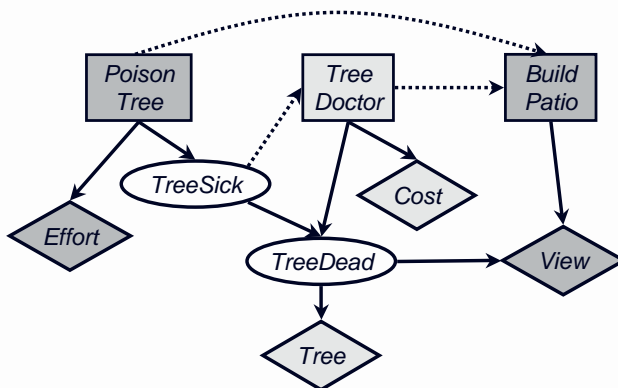 Poison
Tree
Tree
Doctor
Build
Patio
TreeSick
Cost
Effort
TreeDead
View
Tree